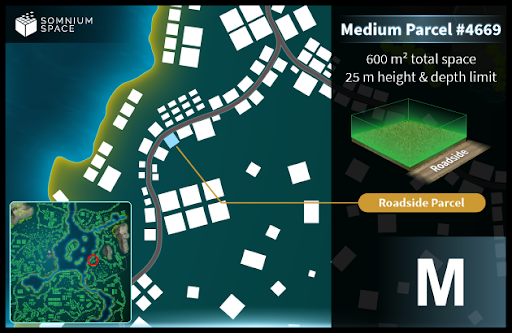 SOMNIUM
SPACE
Medium Parcel #4669
600 m² total space
25 m height & depth limit
Roadside
Roadside Parcel
M